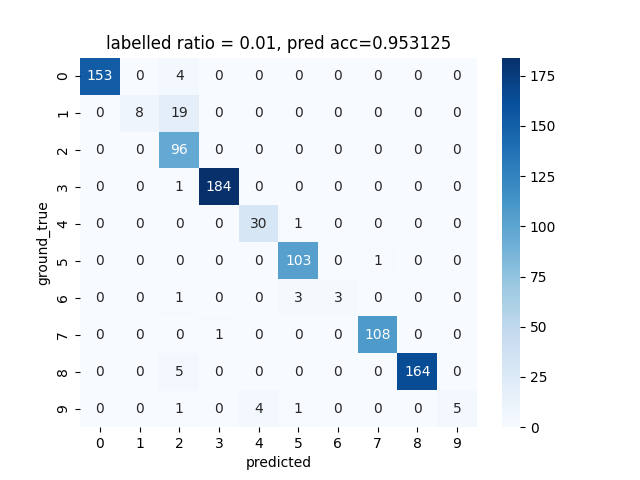 labelled ratio = 0.01, pred acc=0.953125
0 153 0 4 0 0 0 0 0 0 0
1 0 8 19 0 0 0 0 0 0 0
2 0 0 96 0 0 0 0 0 0 0
3 0 0 1 184 0 0 0 0 0 0
4 0 0 0 0 30 1 0 0 0 0
5 0 0 0 0 0 103 0 1 0 0
6 0 0 1 0 0 3 3 0 0 0
7 0 0 0 1 0 0 0 108 0 0
8 0 0 5 0 0 0 0 0 164 0
9 0 0 1 0 4 1 0 0 0 5
0 1 2 3 4 5 6 7 8 9
predicted
ground_true
175
150
125
100
75
50
25
0